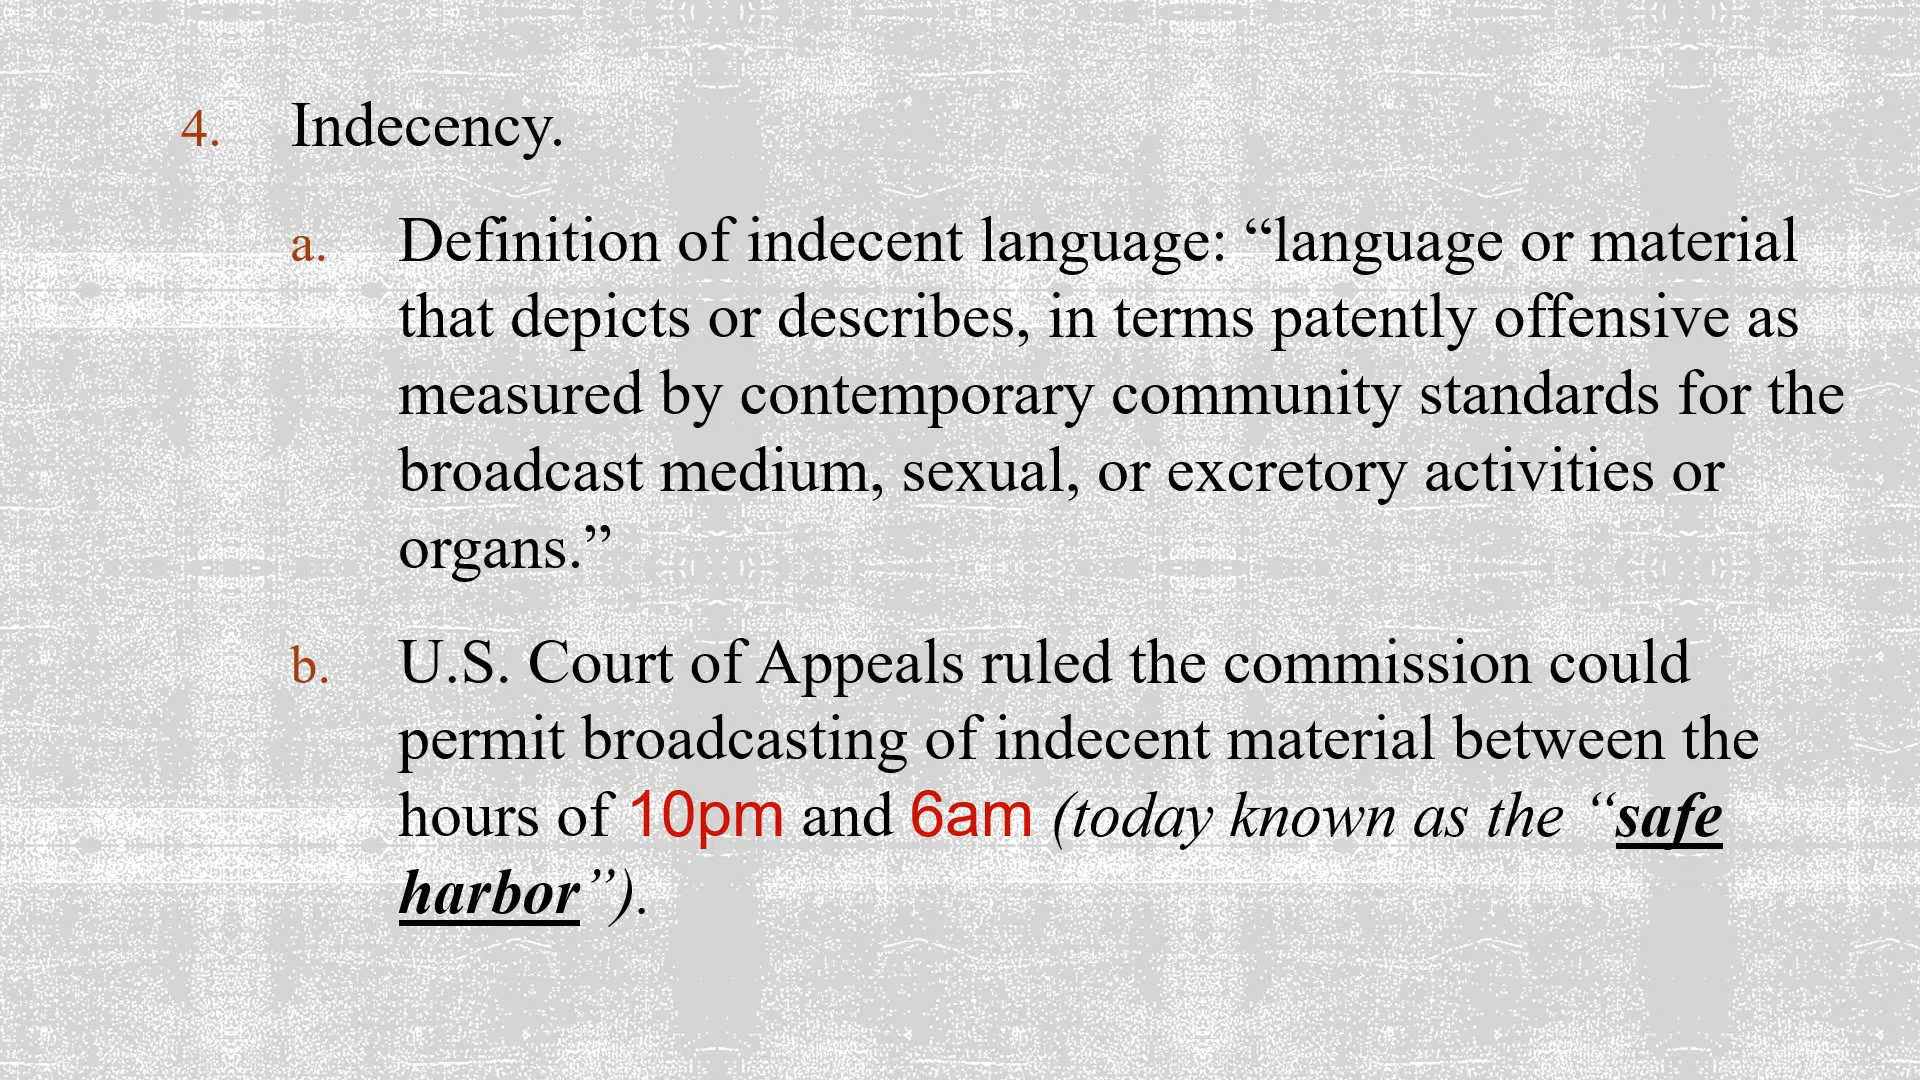 4. Indecency.
a. Definition of indecent language: “language or material
that depicts or describes, in terms patently offensive as
measured by contemporary community standards for the
broadcast medium, sexual, or excretory activities or
organs.”
b. U.S. Court of Appeals ruled the commission could
permit broadcasting of indecent material between the
hours of 10pm and 6am (today known as the “safe
harbor”).